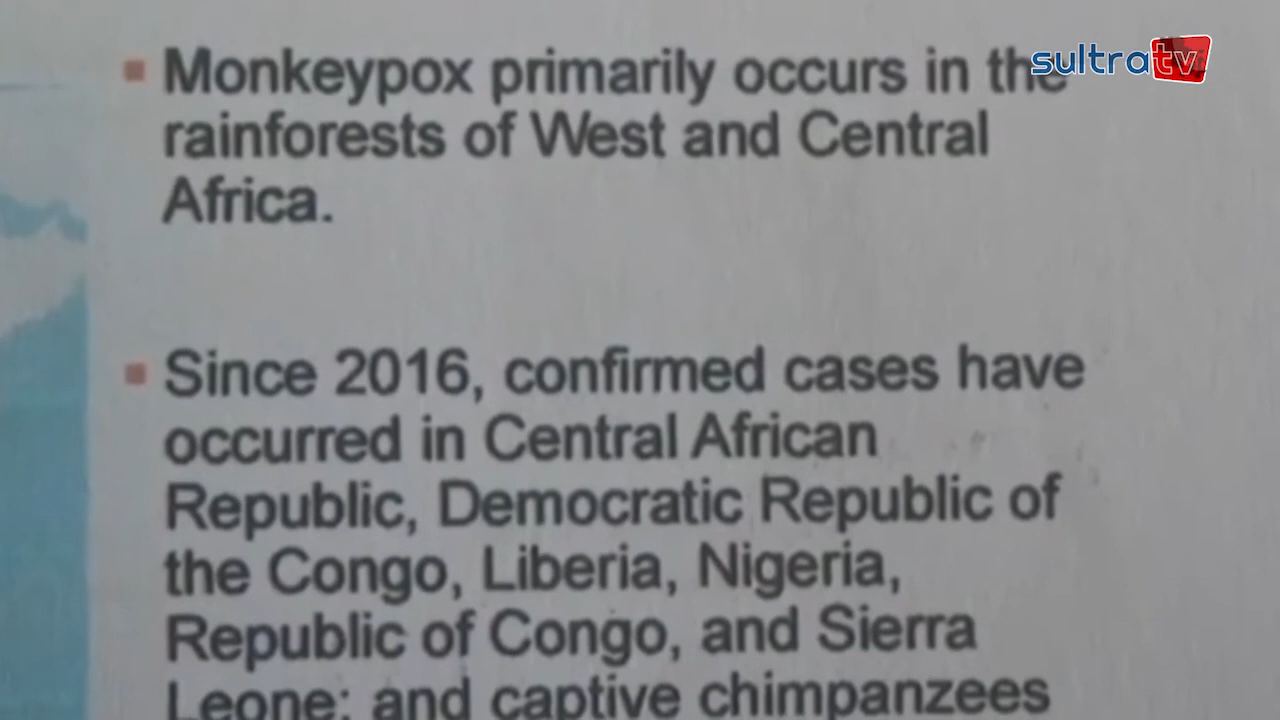 sultratv
Monkeypox primarily occurs in the
rainforests of West and Central
Africa.
Since 2016, confirmed cases have
occurred in Central African
Republic, Democratic Republic of
the Congo, Liberia, Nigeria,
Republic of Congo, and Sierra
Leone; and captive chimpanzees